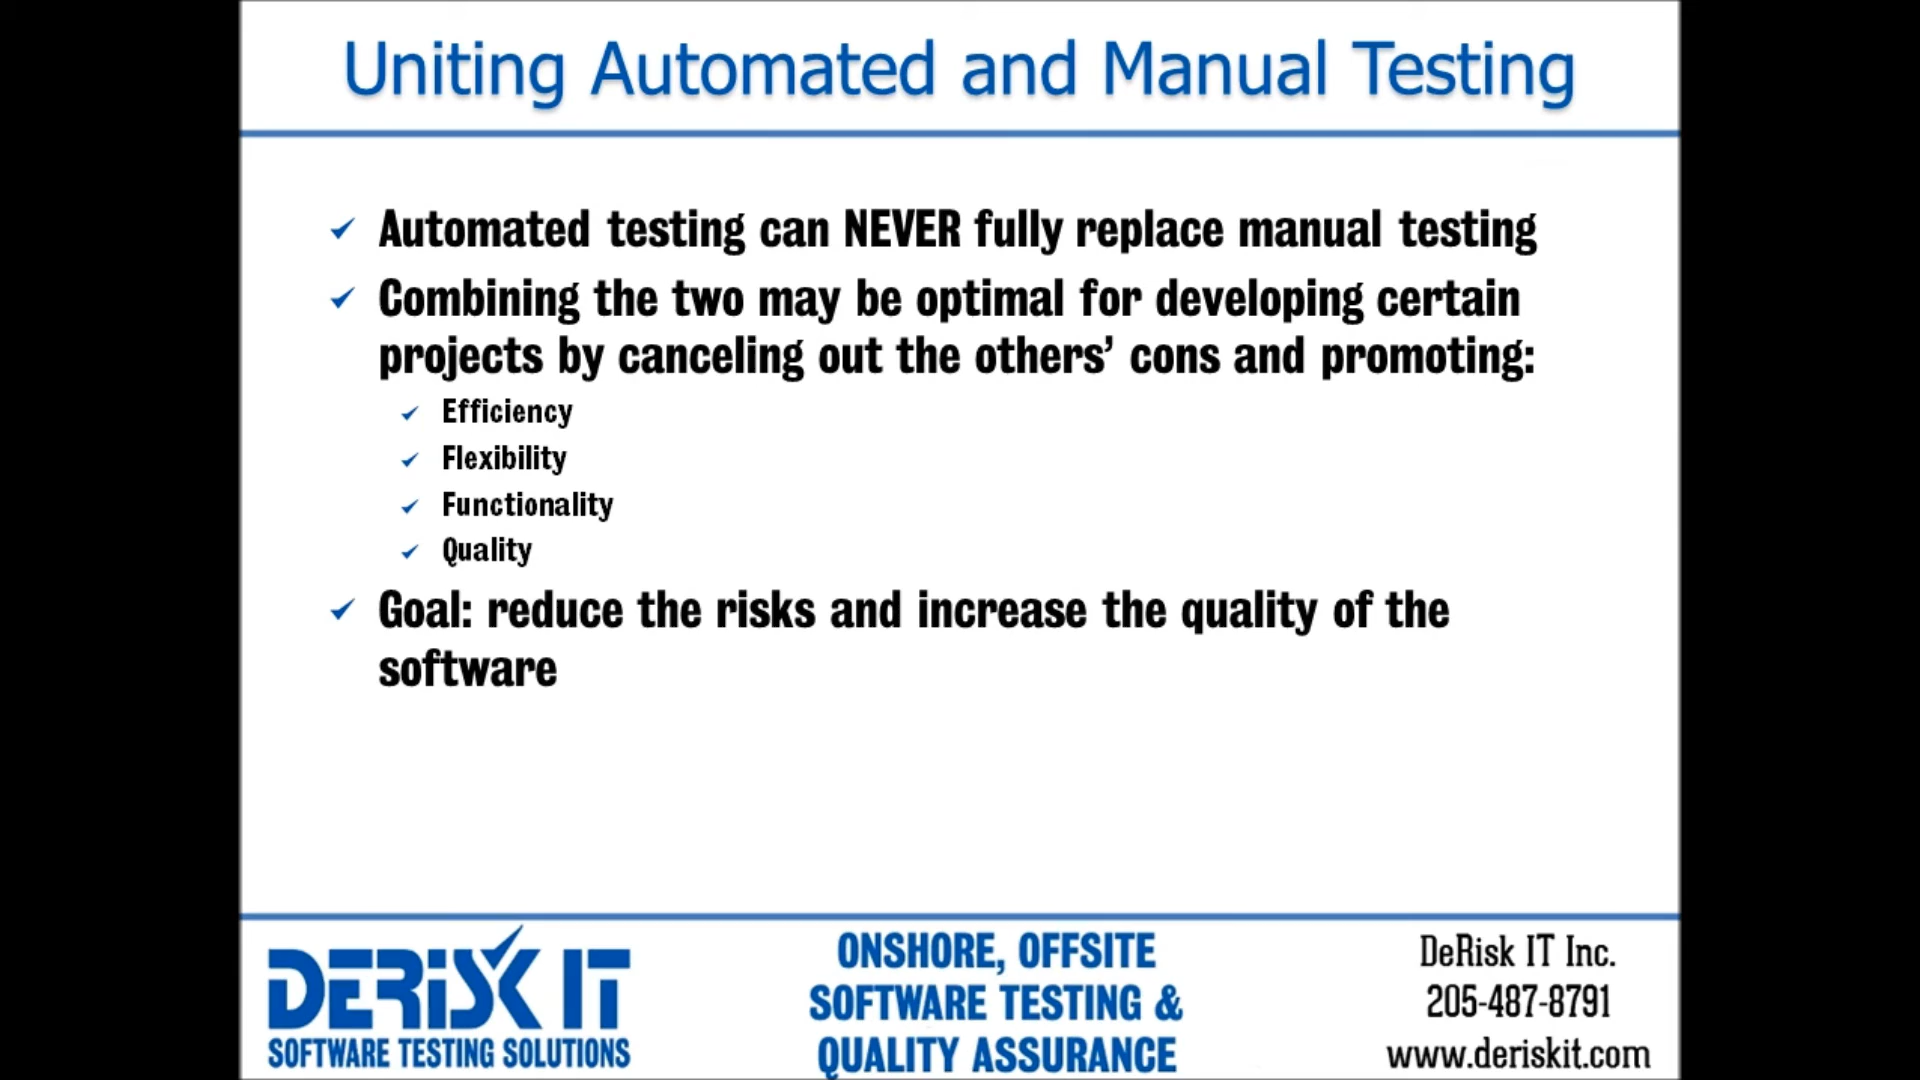 Uniting Automated and Manual Testing
Automated testing can NEVER fully replace manual testing
Combining the two may be optimal for developing certain
projects by canceling out the others’ cons and promoting:
Efficiency
Flexibility
Functionality
Quality
Goal: reduce the risks and increase the quality of the
software
DERISK IT
SOFTWARE TESTING SOLUTIONS
ONSHORE, OFFSITE
SOFTWARE TESTING &
QUALITY ASSURANCE
DeRisk IT Inc.
205-487-8791
www.deriskit.com